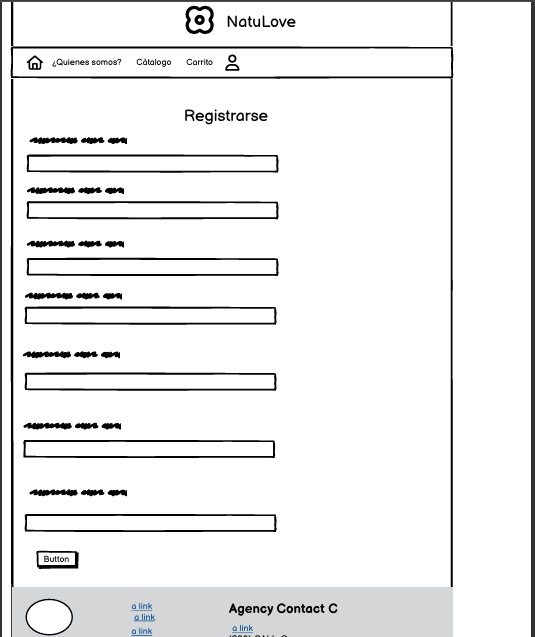 NatuLove
¿Quienes somos? Cátalogo Carrito
Registrarse
Button
a link
a link
a link
Agency Contact C
a link